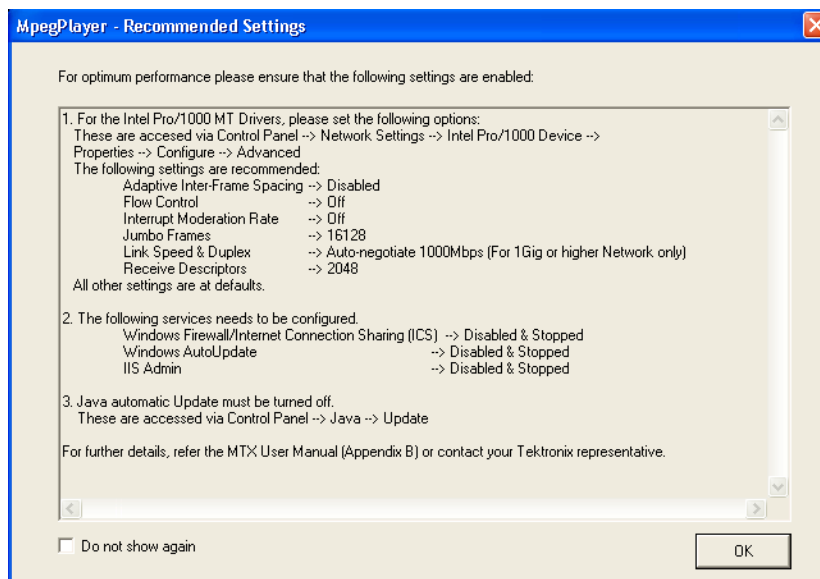 MpegPlayer - Recommended Settings
For optimum performance please ensure that the following settings are enabled:
1. For the Intel Pro/1000 MT Drivers, please set the following options:
These are accesed via Control Panel --> Network Settings --> Intel Pro/1000 Device -->
Properties --> Configure --> Advanced
The following settings are recommended:
Adaptive Inter-Frame Spacing --> Disabled
Flow Control --> Off
Interrupt Moderation Rate --> Off
Jumbo Frames --> 16128
Link Speed & Duplex --> Auto-negotiate 1000Mbps (For 1Gig or higher Network only)
Receive Descriptors --> 2048
All other settings are at defaults.
2. The following services needs to be configured.
Windows Firewall/Internet Connection Sharing (ICS) --> Disabled & Stopped
Windows AutoUpdate --> Disabled & Stopped
IIS Admin --> Disabled & Stopped
3. Java automatic Update must be turned off.
These are accessed via Control Panel --> Java --> Update
For further details, refer the MTX User Manual (Appendix B) or contact your Tektronix representative.
Do not show again
OK